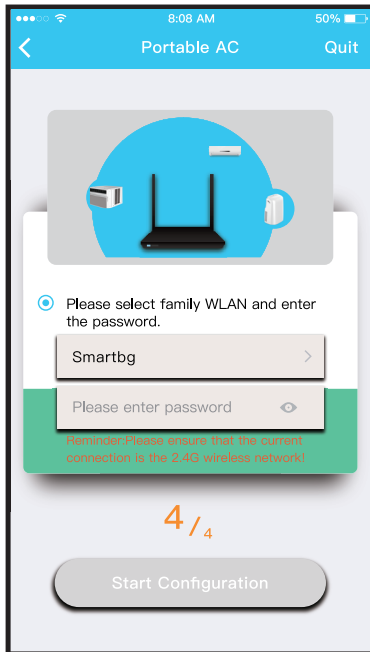 8:08 AM
50%
Portable AC
Quit
Please select family WLAN and enter
the password.
Smartbg
Please enter password
Reminder:Please ensure that the current
connection is the 2.4G wireless network!
4/4
Start Configuration